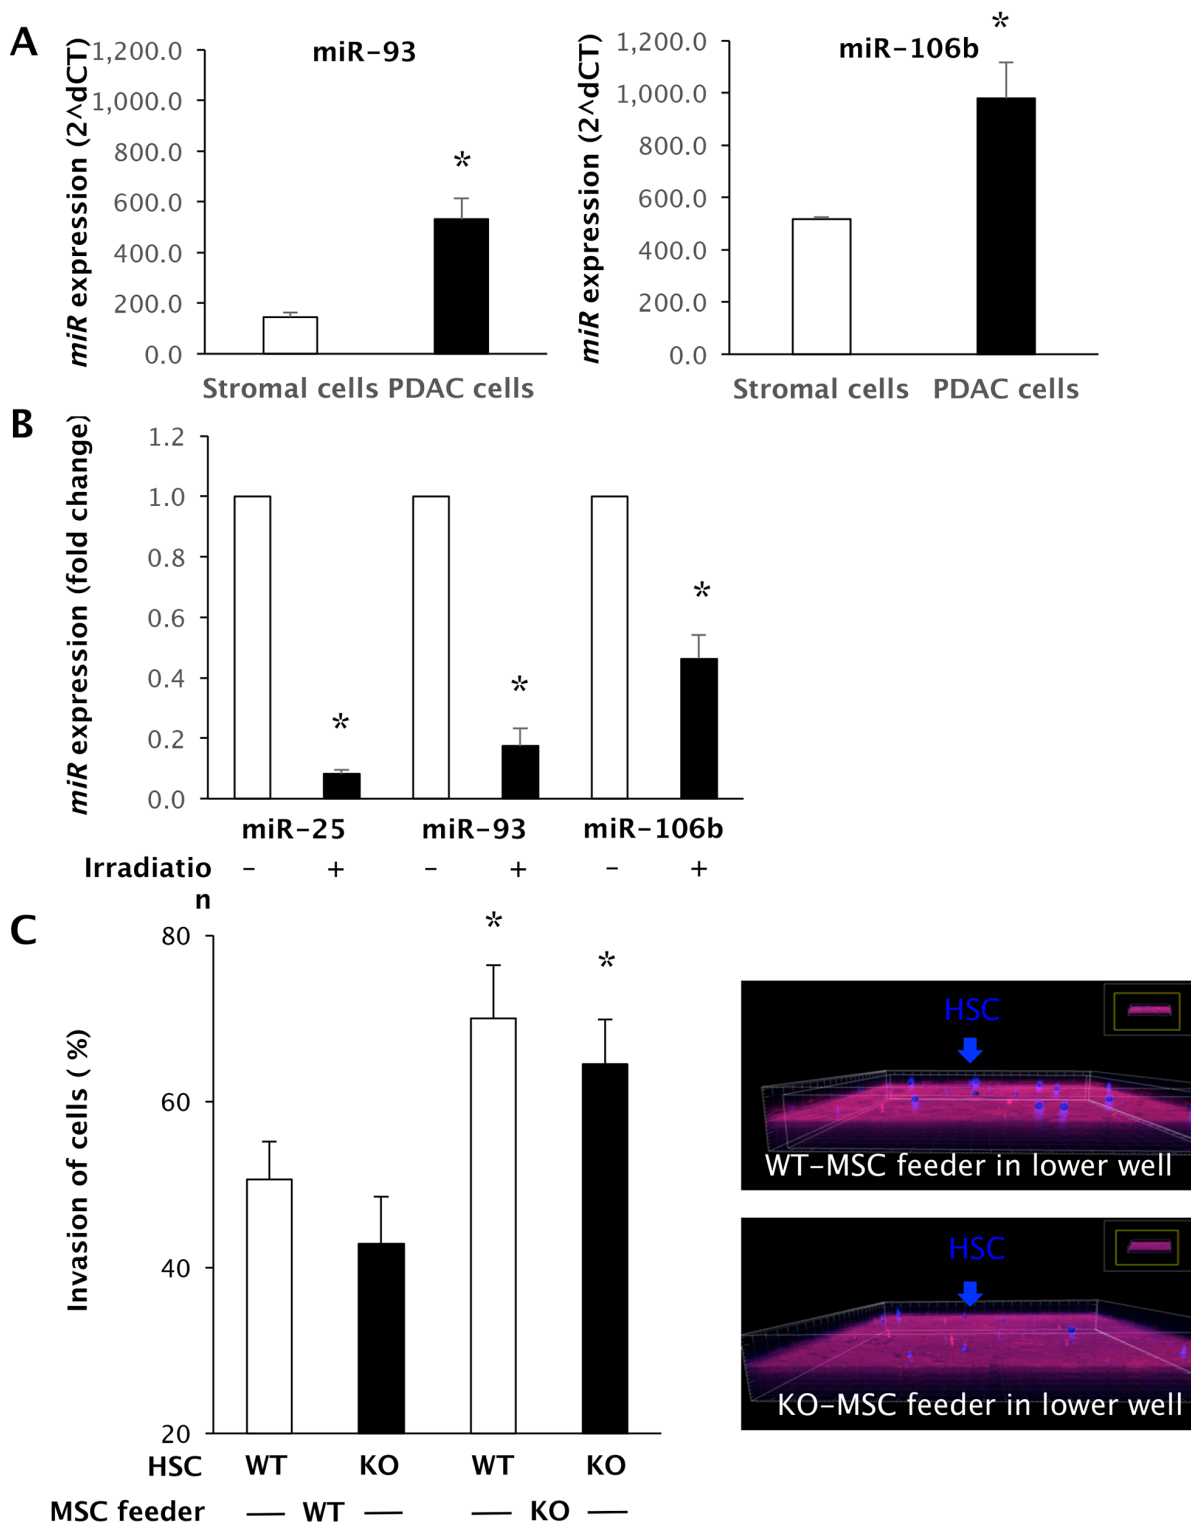 A
miR-93
*
miR expression (2^dCT)
1,200.0
1,000.0
800.0
600.0
400.0
200.0
0.0
*
Stromal cells PDAC cells
miR-106b
*
miR expression (2^dCT)
1,200.0
1,000.0
800.0
600.0
400.0
200.0
0.0
Stromal cells PDAC cells
B
miR expression (fold change)
1.2
1.0
0.8
0.6
0.4
0.2
0.0
*
*
*
miR-25 miR-93 miR-106b
Irradiatio
n
- + - + - +
C
Invasion of cells (%)
80
60
40
20
*
*
HSC WT KO WT KO
MSC feeder — WT — — KO —
HSC
WT-MSC feeder in lower well
HSC
KO-MSC feeder in lower well